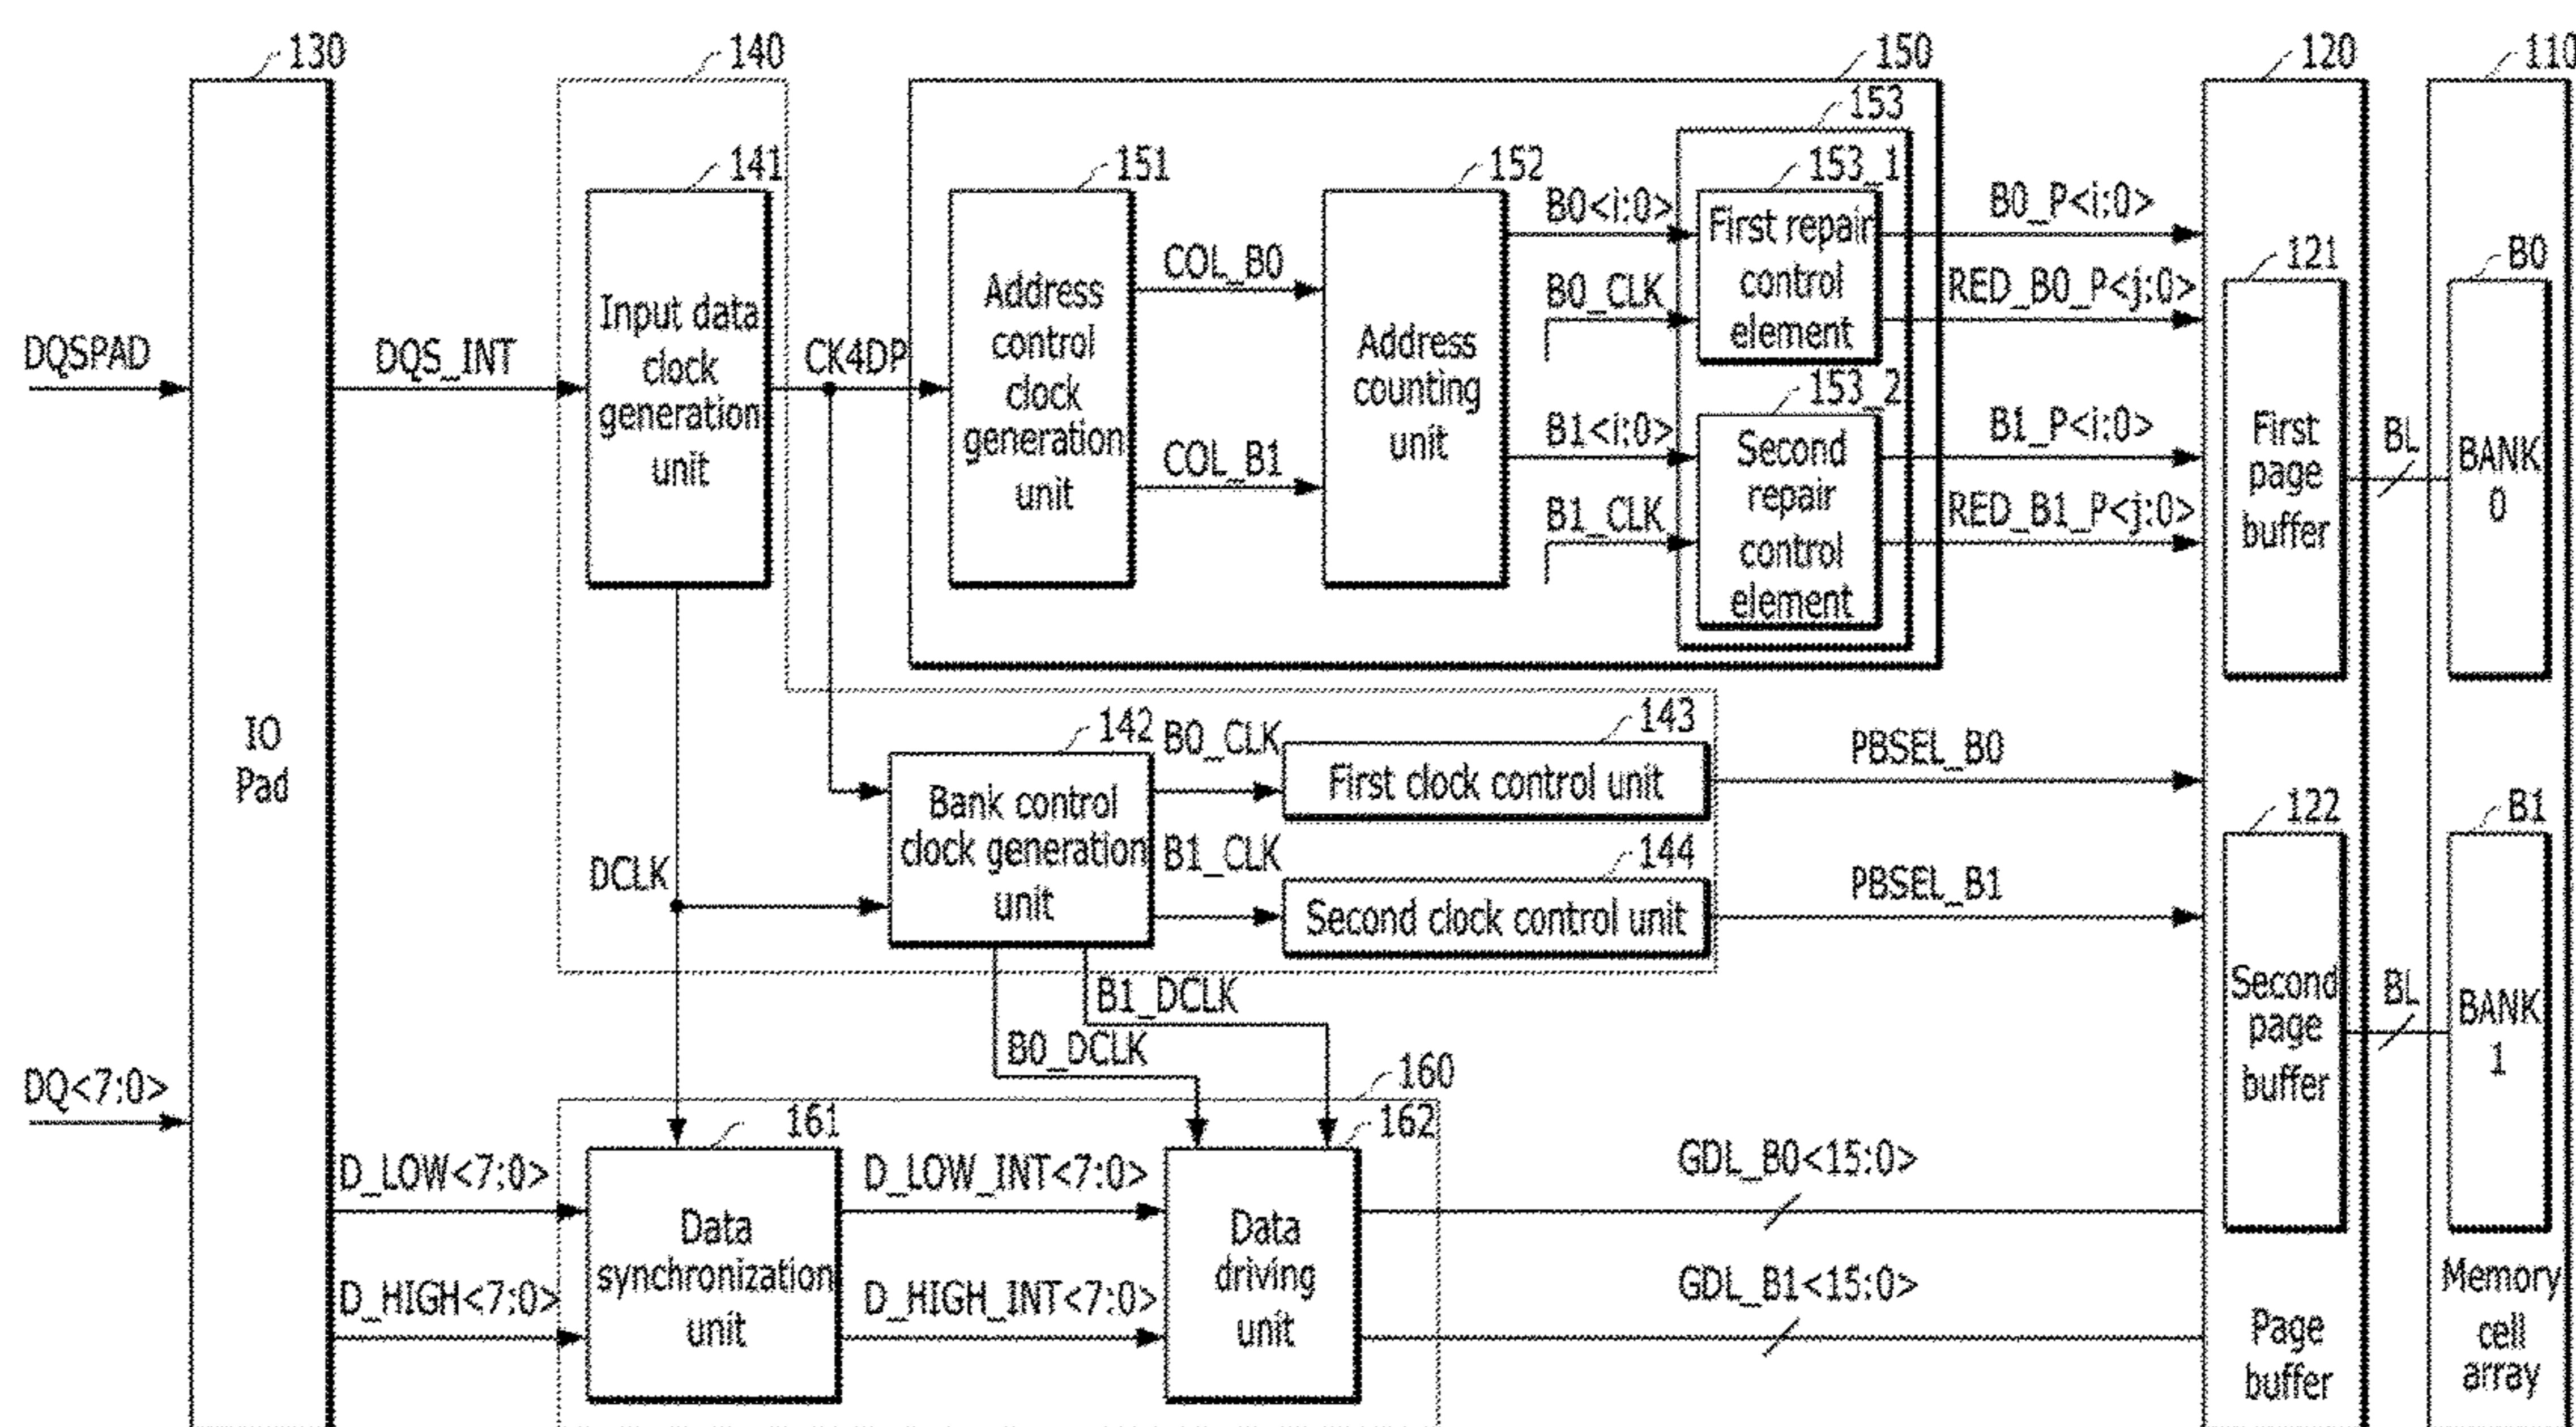 130
140
150
120
110
153
141
151
152
153_1
B0<i:0>
First repair
control
element
B0_P<i:0>
121
B0
COL_B0
B0_CLK
RED_B0_P<j:0>
Input data
clock
generation
unit
Address
control
clock
generation
unit
Address
counting
unit
DQSPAD
DQS_INT
CK4DP
153_2
B1<i:0>
Second
repair
control
element
B1_P<i:0>
COL_B1
B1_CLK
RED_B1_P<j:0>
First
page
buffer
BL
BANK
0
IO
Pad
142
B0_CLK
143
First clock control unit
PBSEL_B0
Bank control
clock generation
unit
B1_CLK
144
Second clock control unit
PBSEL_B1
122
B1
DCLK
B1_DCLK
B0_DCLK
Second
page
buffer
BL
BANK
1
DQ<7:0>
160
161
162
D_LOW<7:0>
D_LOW_INT<7:0>
GDL_B0<15:0>
Data
synchronization
unit
Data
driving
unit
D_HIGH<7:0>
D_HIGH_INT<7:0>
GDL_B1<15:0>
Page
buffer
Memory
cell
array